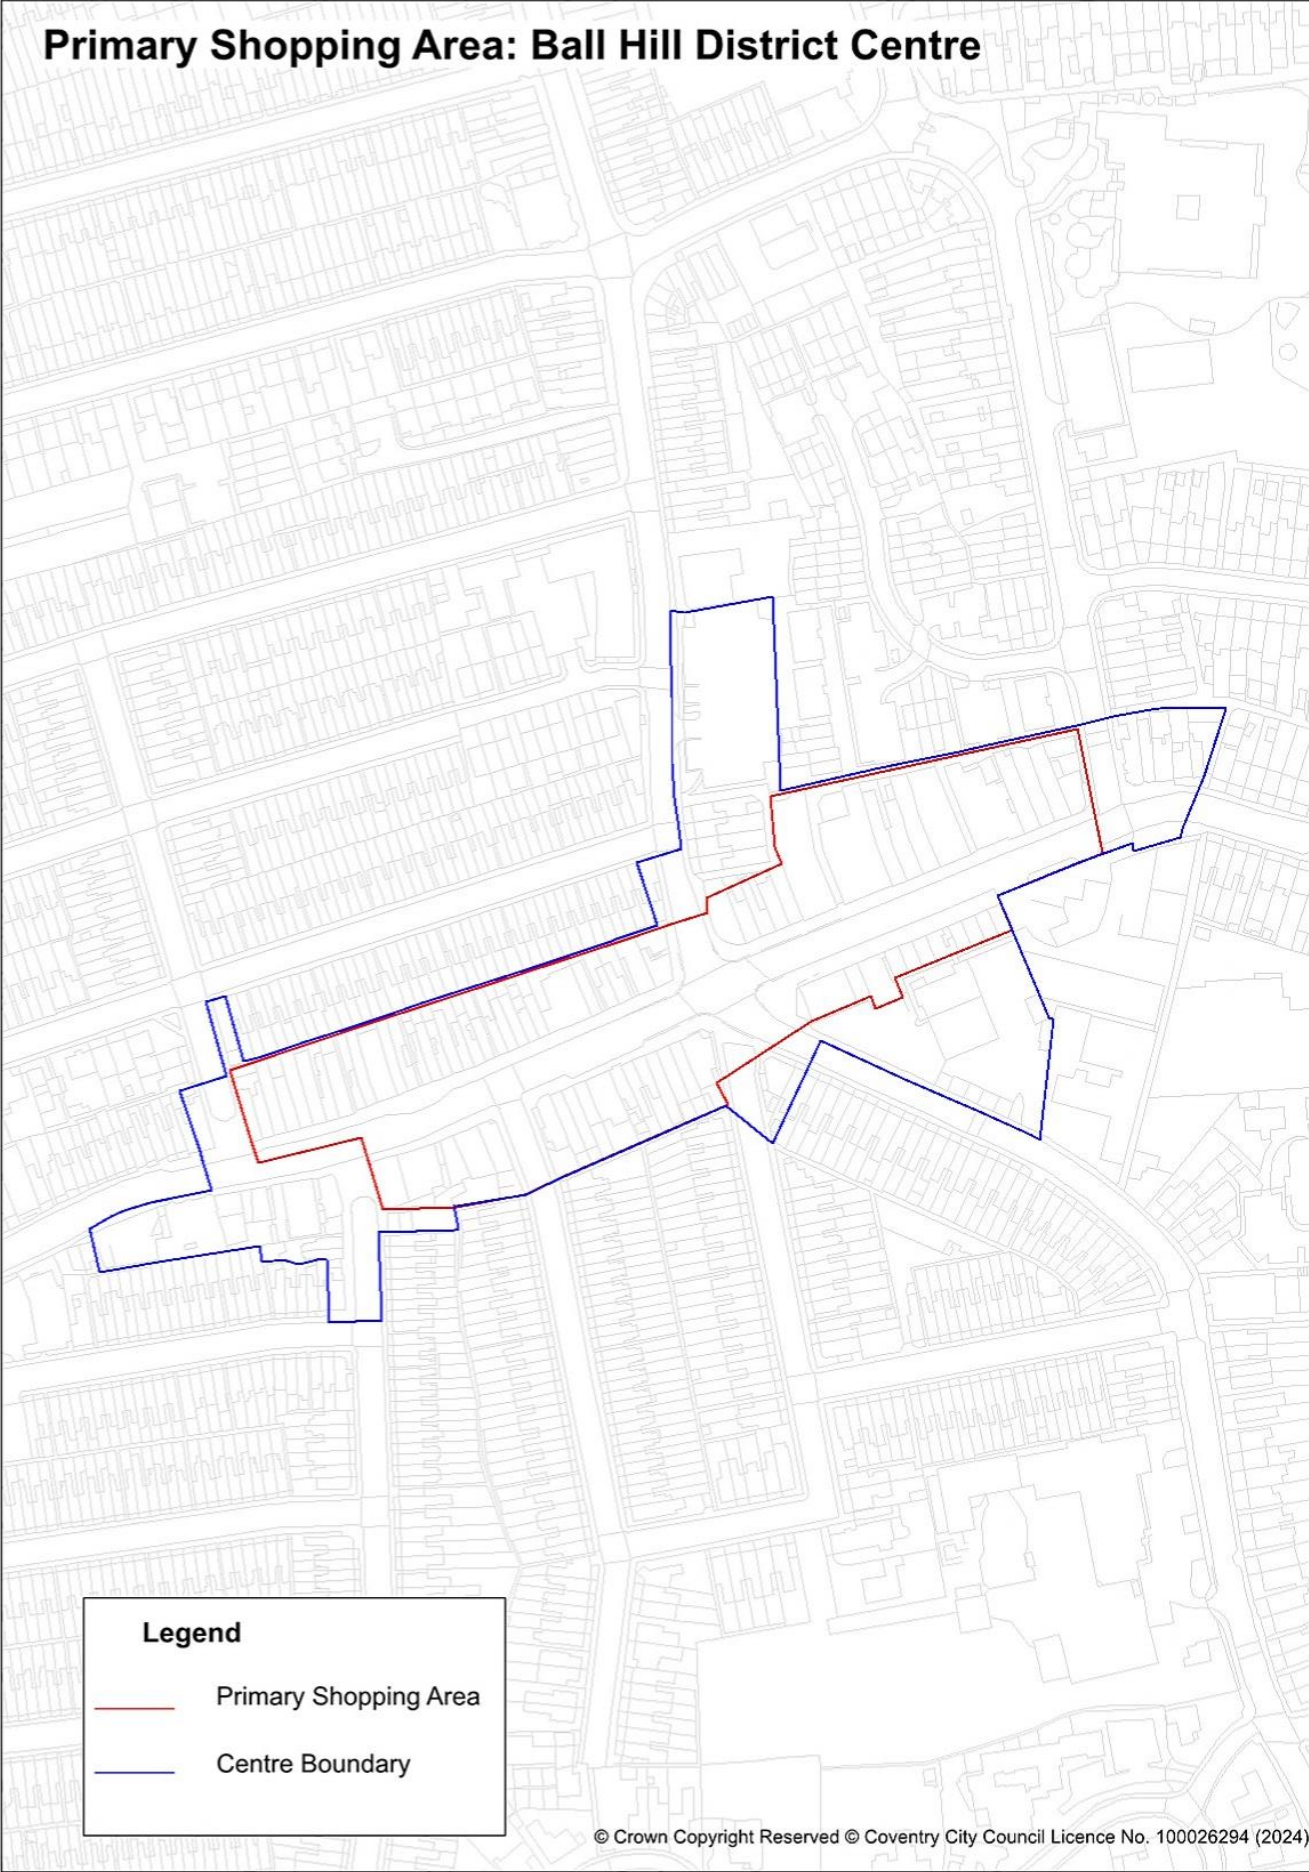 Primary Shopping Area: Ball Hill District Centre
Legend
Primary Shopping Area
Centre Boundary
© Crown Copyright Reserved © Coventry City Council Licence No. 100026294 (2024)